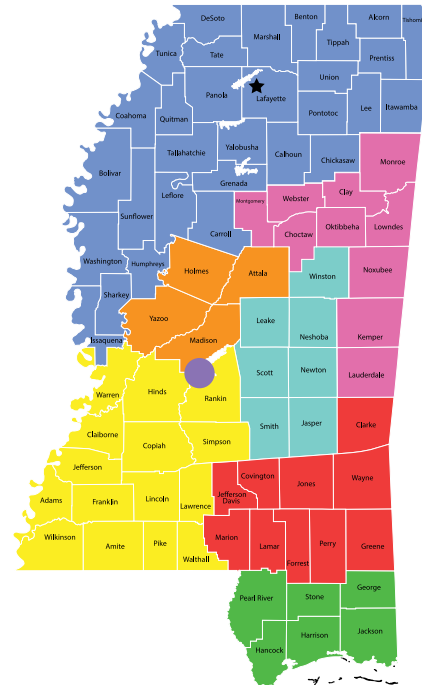 DeSoto
Benton
Alcorn
Marshall
Tippah
Tunica
Tate
Prentiss
Union
Panola
Lafayette
Coahoma
Quitman
Pontotoc
Lee
Itawamba
Yalobusha
Tallahatchie
Calhoun
Chickasaw
Monroe
Bolivar
Grenada
Leflore
Montgomery
Webster
Clay
Sunflower
Carroll
Choctaw
Oktibbeha
Lowndes
Washington
Humphreys
Holmes
Attala
Winston
Noxubee
Sharkey
Yazoo
Leake
Neshoba
Kemper
Issaquena
Madison
Scott
Newton
Lauderdale
Warren
Hinds
Rankin
Claiborne
Copiah
Simpson
Smith
Jasper
Clarke
Jefferson
Covington
Jones
Wayne
Adams
Franklin
Lincoln
Lawrence
Jefferson
Davis
Wilkinson
Amite
Pike
Walthall
Marion
Lamar
Forrest
Perry
Greene
Pearl River
Stone
George
Hancock
Harrison
Jackson